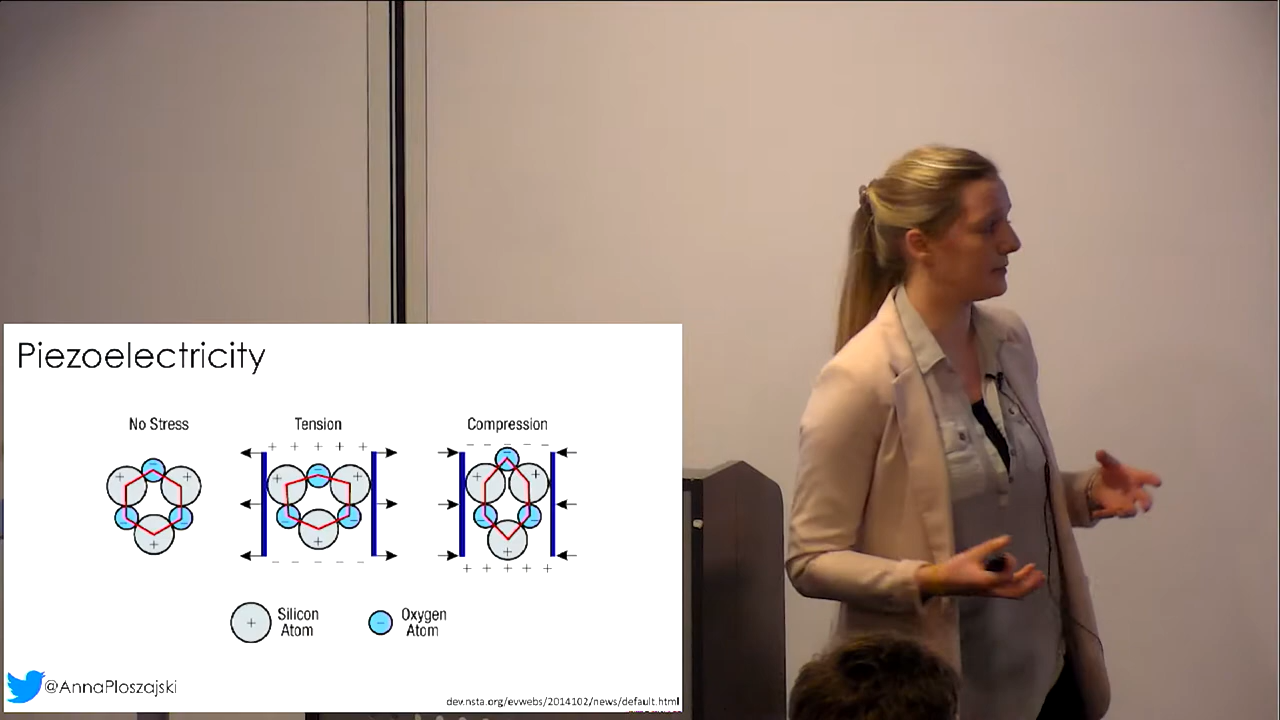 Piezoelectricity
No Stress
Tension
Compression
+ + + + +
- - - - -
+ + - + + - + + -
- - - - - -
+ + +
- - - - -
+ + + + +
+ Silicon Atom
- Oxygen Atom
@AnnaPloszajski
dev.nsta.org/evwebs/2014102/news/default.html